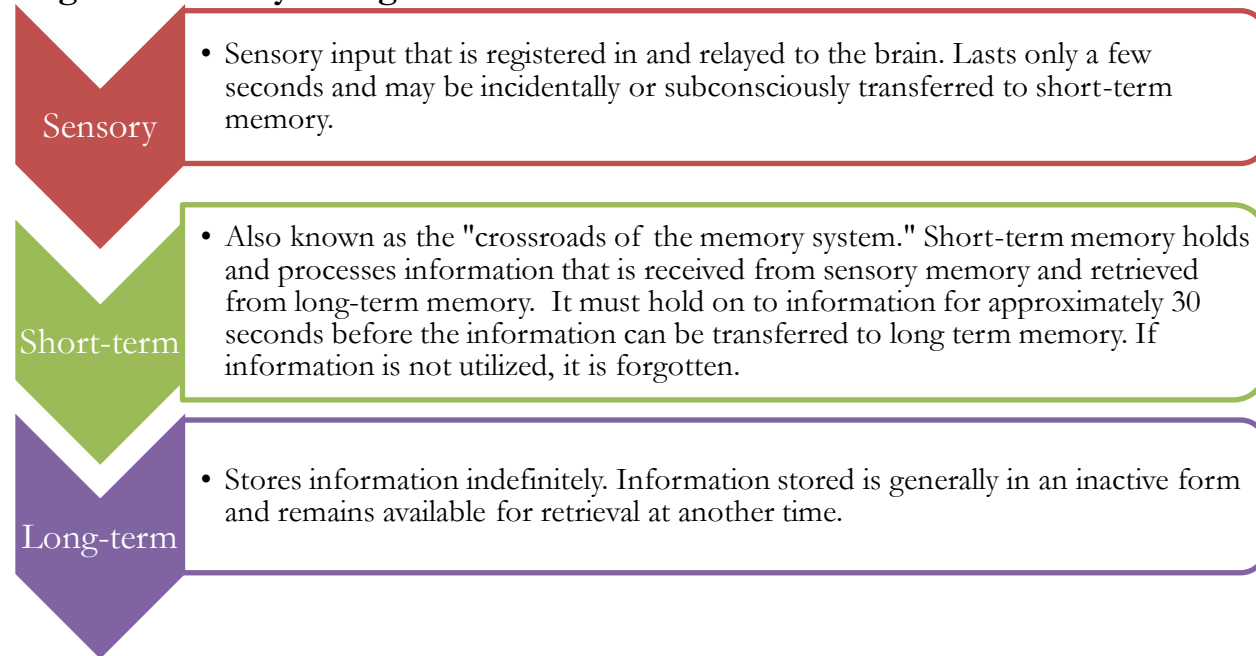 Sensory
• Sensory input that is registered in and relayed to the brain. Lasts only a few
seconds and may be incidentally or subconsciously transferred to short-term
memory.
Short-term
• Also known as the "crossroads of the memory system." Short-term memory holds
and processes information that is received from sensory memory and retrieved
from long-term memory.  It must hold on to information for approximately 30
seconds before the information can be transferred to long term memory. If
information is not utilized, it is forgotten.
Long-term
• Stores information indefinitely. Information stored is generally in an inactive form
and remains available for retrieval at another time.